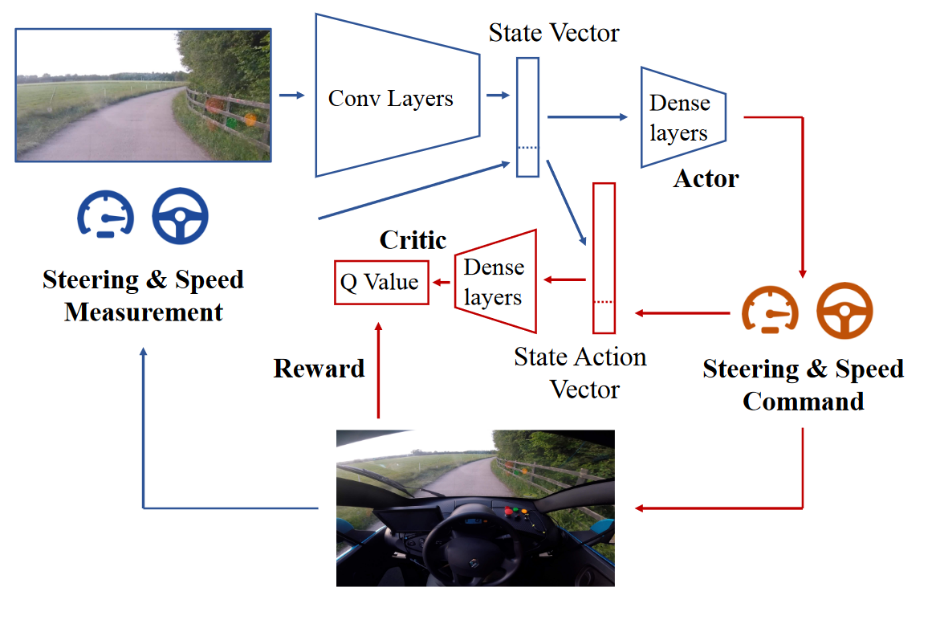 State Vector
Conv Layers
Dense
layers
Actor
Critic
Q Value
Dense
layers
Steering & Speed
Measurement
State Action
Vector
Reward
Steering & Speed
Command